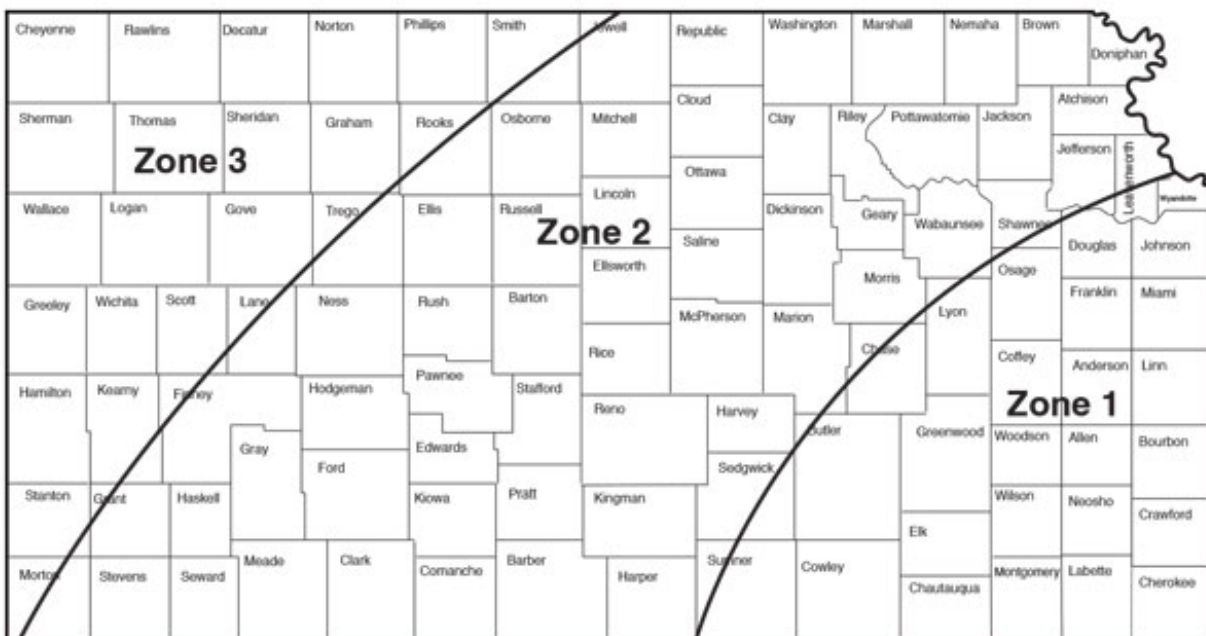 Cheyenne
Rawlins
Decatur
Norton
Phillips
Smith
Jewell
Republic
Washington
Marshall
Nemaha
Brown
Doniphan
Sherman
Thomas
Sheridan
Graham
Rooks
Osborne
Mitchell
Cloud
Clay
Riley
Pottawatomie
Jackson
Atchison
Jefferson
Leavenworth
Wyandotte
Zone 3
Wallace
Logan
Gove
Trego
Ellis
Russell
Lincoln
Ottawa
Dickinson
Geary
Wabaunsee
Shawnee
Douglas
Johnson
Zone 2
Saline
Ellsworth
Morris
Osage
Greeley
Wichita
Scott
Lane
Ness
Rush
Barton
McPherson
Marion
Lyon
Franklin
Miami
Rice
Chase
Coffey
Anderson
Linn
Hamilton
Kearny
Finney
Hodgeman
Pawnee
Stafford
Reno
Harvey
Butler
Greenwood
Zone 1
Woodson
Allen
Bourbon
Gray
Ford
Edwards
Sedgwick
Stanton
Grant
Haskell
Kiowa
Pratt
Kingman
Wilson
Neosho
Crawford
Elk
Morton
Stevens
Seward
Meade
Clark
Comanche
Barber
Harper
Sumner
Cowley
Chautauqua
Montgomery
Labette
Cherokee